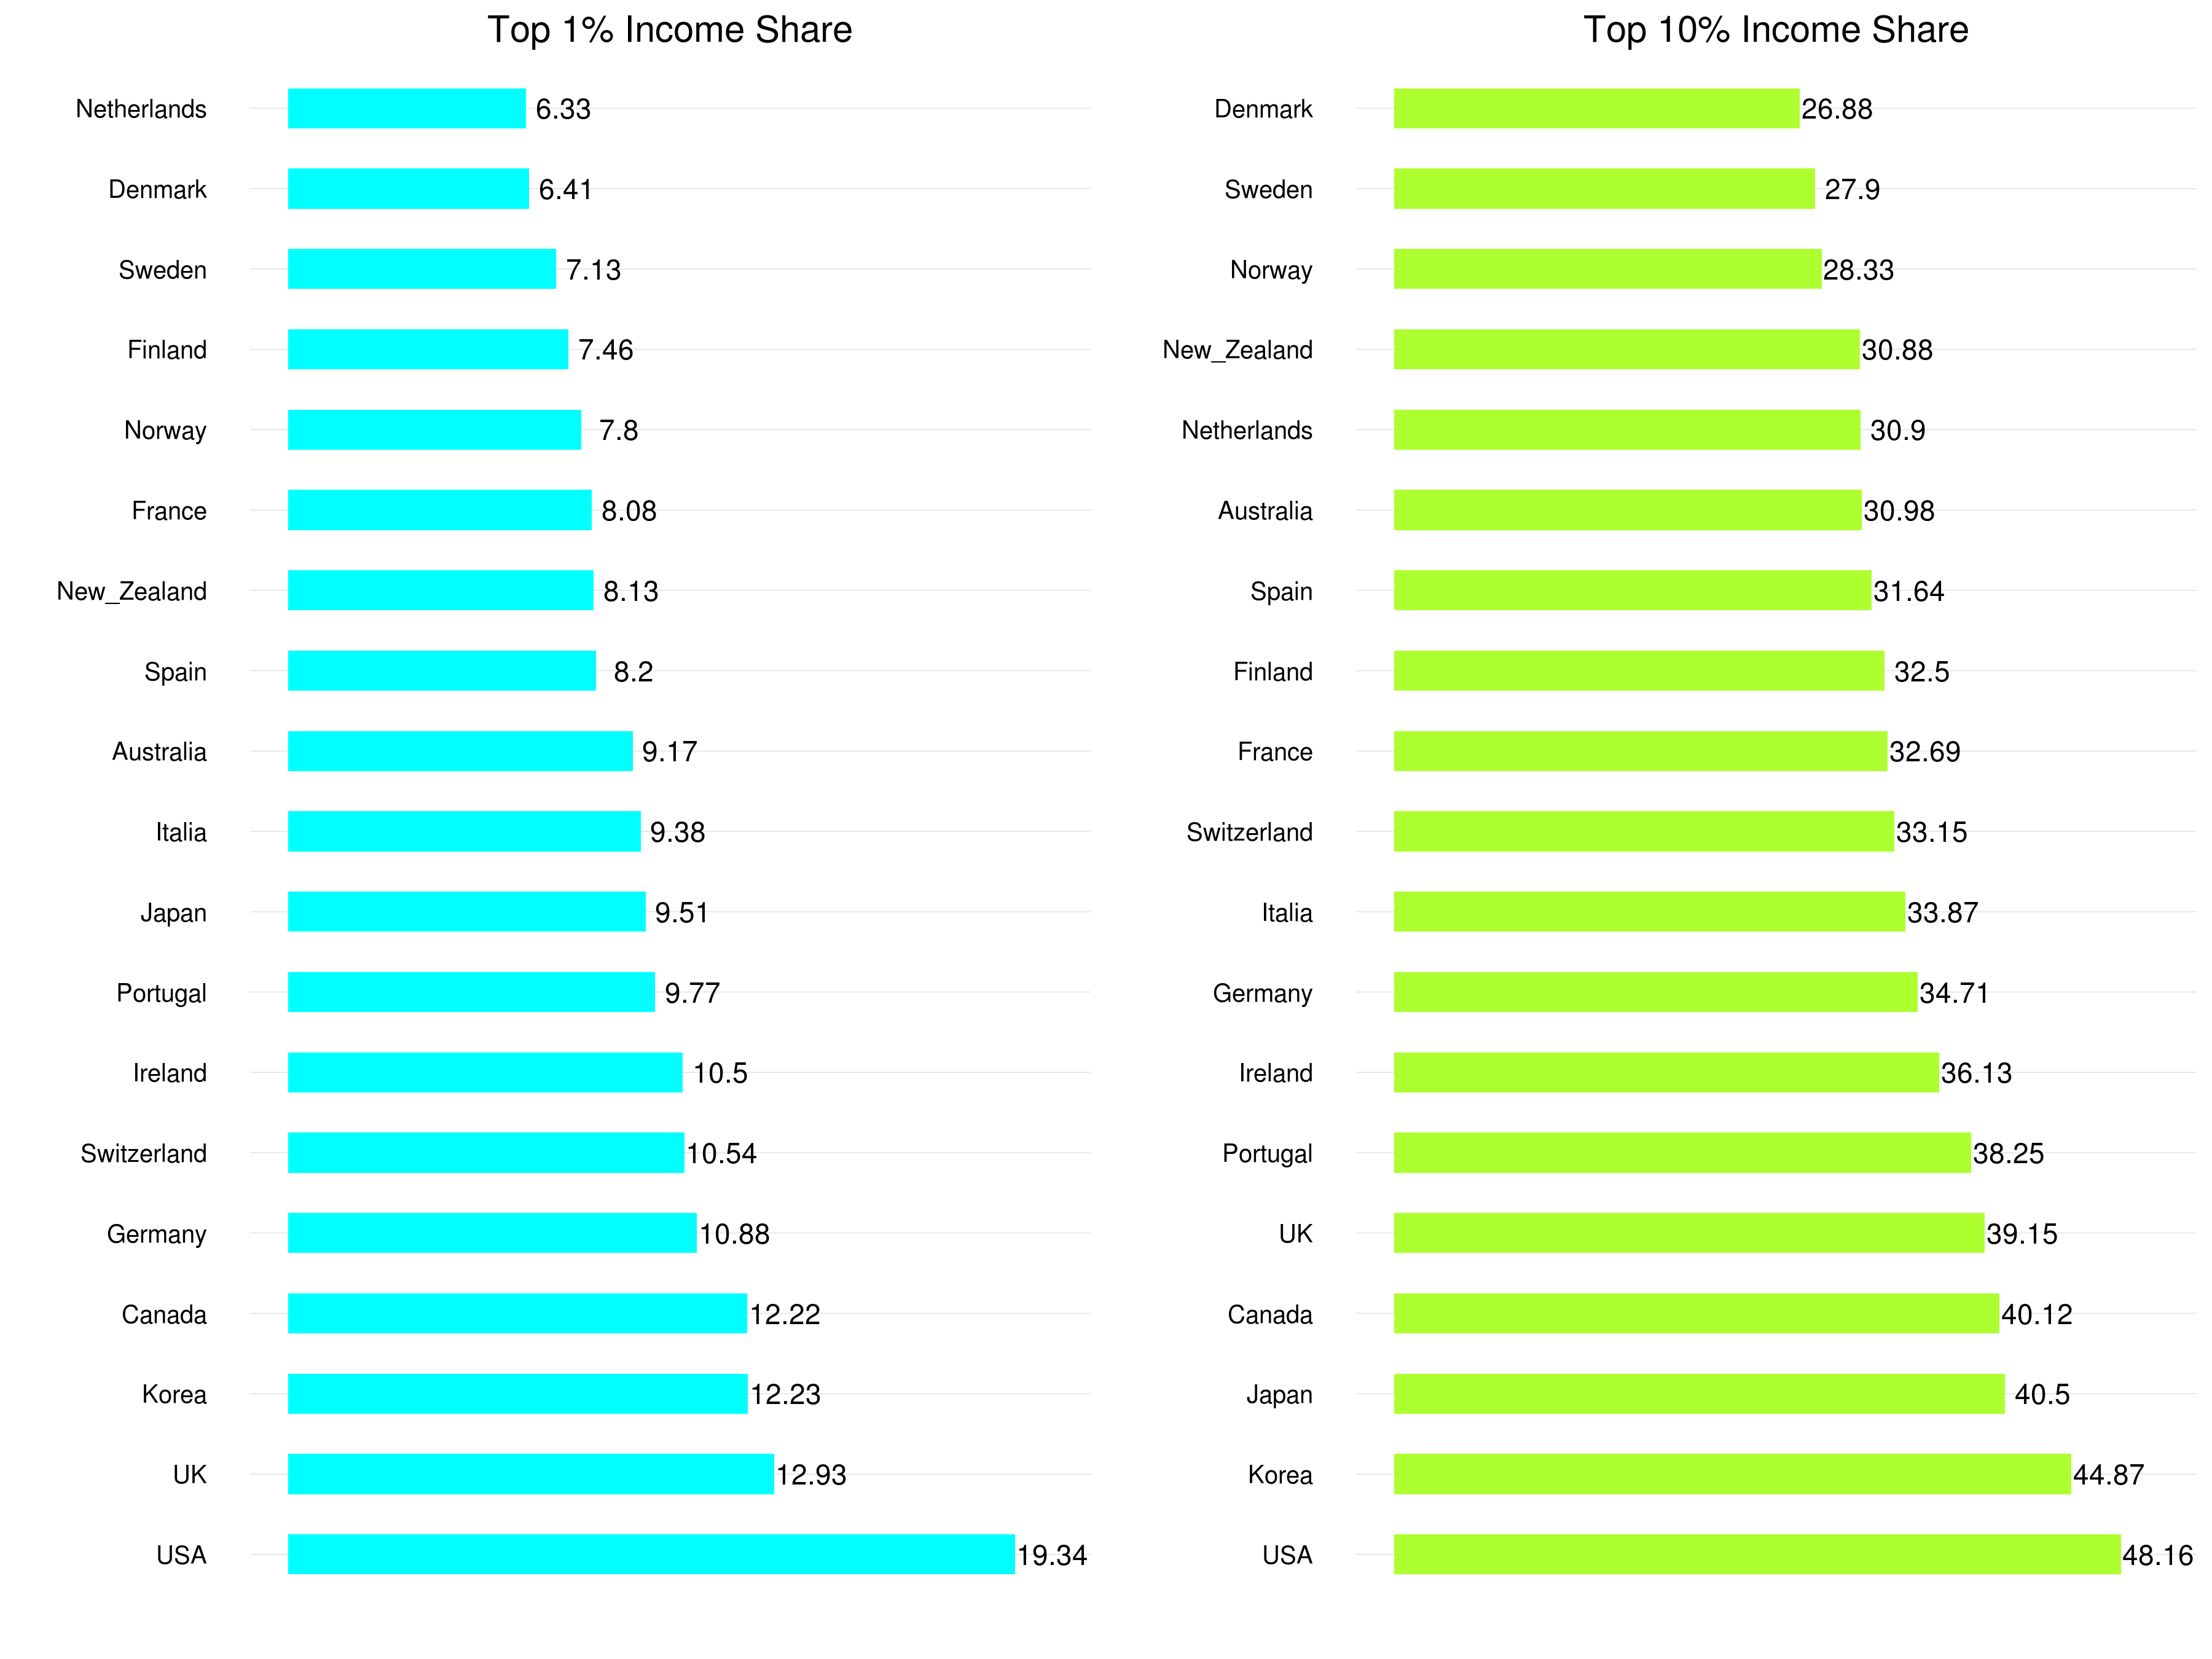 Top 1% Income Share
Netherlands 6.33
Denmark 6.41
Sweden 7.13
Finland 7.46
Norway 7.8
France 8.08
New_Zealand 8.13
Spain 8.2
Australia 9.17
Italia 9.38
Japan 9.51
Portugal 9.77
Ireland 10.5
Switzerland 10.54
Germany 10.88
Canada 12.22
Korea 12.23
UK 12.93
USA 19.34
Top 10% Income Share
Denmark 26.88
Sweden 27.9
Norway 28.33
New_Zealand 30.88
Netherlands 30.9
Australia 30.98
Spain 31.64
Finland 32.5
France 32.69
Switzerland 33.15
Italia 33.87
Germany 34.71
Ireland 36.13
Portugal 38.25
UK 39.15
Canada 40.12
Japan 40.5
Korea 44.87
USA 48.16